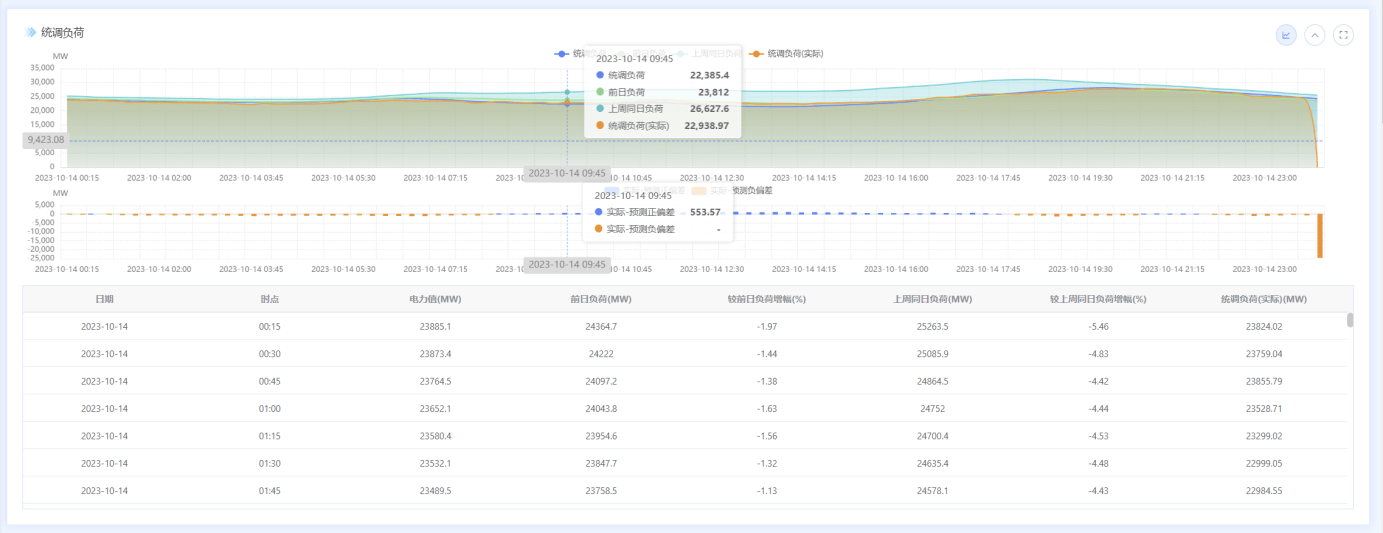 统调负荷
MW
统调负荷 前日负荷 上周同日负荷 统调负荷(实际)
35,000
30,000
25,000
20,000
15,000
9,423.08
5,000
0
2023-10-14 09:45
统调负荷 22,385.4
前日负荷 23,812
上周同日负荷 26,627.6
统调负荷(实际) 22,938.97
2023-10-14 00:15 2023-10-14 02:00 2023-10-14 03:45 2023-10-14 05:30 2023-10-14 07:15 2023-10-14 09:45 2023-10-14 10:45 2023-10-14 12:30 2023-10-14 14:15 2023-10-14 16:00 2023-10-14 17:45 2023-10-14 19:30 2023-10-14 21:15 2023-10-14 23:00
MW
实际-预测正偏差 实际-预测负偏差
5,000
0
-5,000
-10,000
-15,000
-20,000
-25,000
2023-10-14 09:45
实际-预测正偏差 553.57
实际-预测负偏差 -
2023-10-14 00:15 2023-10-14 02:00 2023-10-14 03:45 2023-10-14 05:30 2023-10-14 07:15 2023-10-14 09:45 2023-10-14 10:45 2023-10-14 12:30 2023-10-14 14:15 2023-10-14 16:00 2023-10-14 17:45 2023-10-14 19:30 2023-10-14 21:15 2023-10-14 23:00
日期 时点 电力值(MW) 前日负荷(MW) 较前日负荷增幅(%) 上周同日负荷(MW) 较上周同日负荷增幅(%) 统调负荷(实际)(MW)
2023-10-14 00:15 23885.1 24364.7 -1.97 25263.5 -5.46 23824.02
2023-10-14 00:30 23873.4 24222 -1.44 25085.9 -4.83 23759.04
2023-10-14 00:45 23764.5 24097.2 -1.38 24864.5 -4.42 23855.79
2023-10-14 01:00 23652.1 24043.8 -1.63 24752 -4.44 23528.71
2023-10-14 01:15 23580.4 23954.6 -1.56 24700.4 -4.53 23299.02
2023-10-14 01:30 23532.1 23847.7 -1.32 24635.4 -4.48 22999.05
2023-10-14 01:45 23489.5 23758.5 -1.13 24578.1 -4.43 22984.55